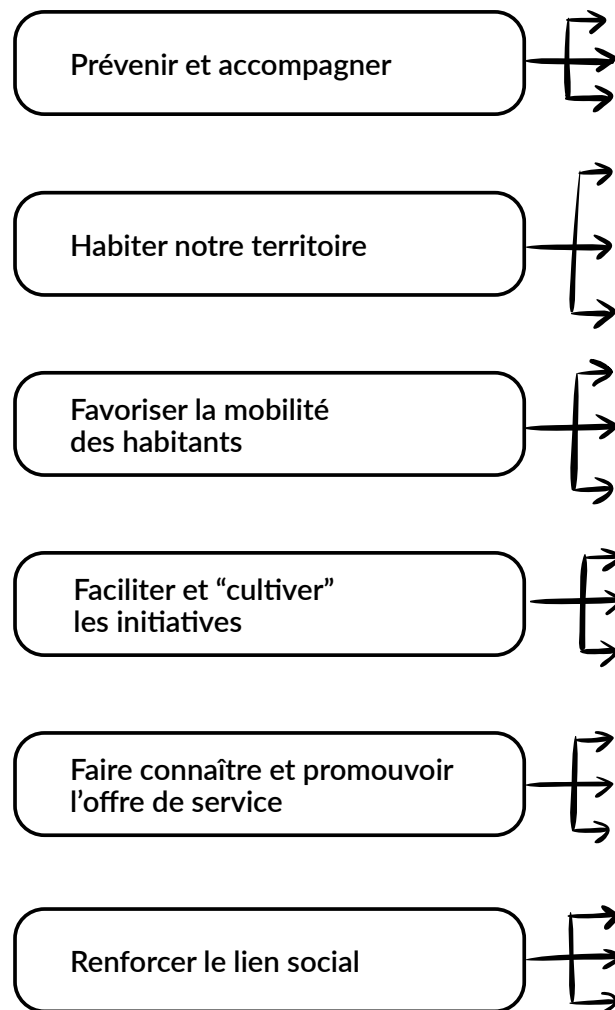 Prévenir et accompagner
Habiter notre territoire
Favoriser la mobilité
des habitants
Faciliter et “cultiver”
les initiatives
Faire connaître et promouvoir
l’offre de service
Renforcer le lien social